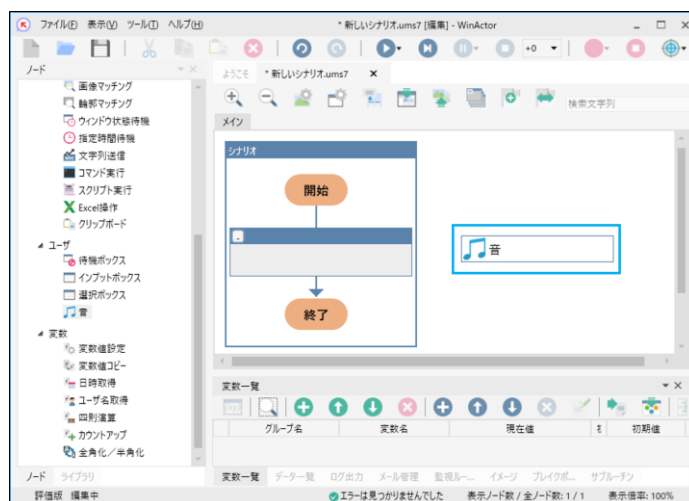 ファイル(F) 表示(V) ツール(T) ヘルプ(H)
* 新しいシナリオ.ums7 [編集] - WinActor
+0
ノード
画像マッチング
輪郭マッチング
ウィンドウ状態待機
指定時間待機
文字列送信
コマンド実行
スクリプト実行
Excel操作
クリップボード
ユーザ
待機ボックス
インプットボックス
選択ボックス
音
変数
変数値設定
変数値コピー
日時取得
ユーザ名取得
四則演算
カウントアップ
全角化／半角化
ノード ライブラリ
ようこそ * 新しいシナリオ.ums7
検索文字列
メイン
シナリオ
開始
終了
音
変数一覧
グループ名 変数名 現在値 初期値
変数一覧 データ一覧 ログ出力 メール管理 監視ルー... イメージ ブレイクポ... サブルーチン
評価版 編集中 エラーは見つかりませんでした 表示ノード数 / 全ノード数: 1 / 1 表示倍率: 100%